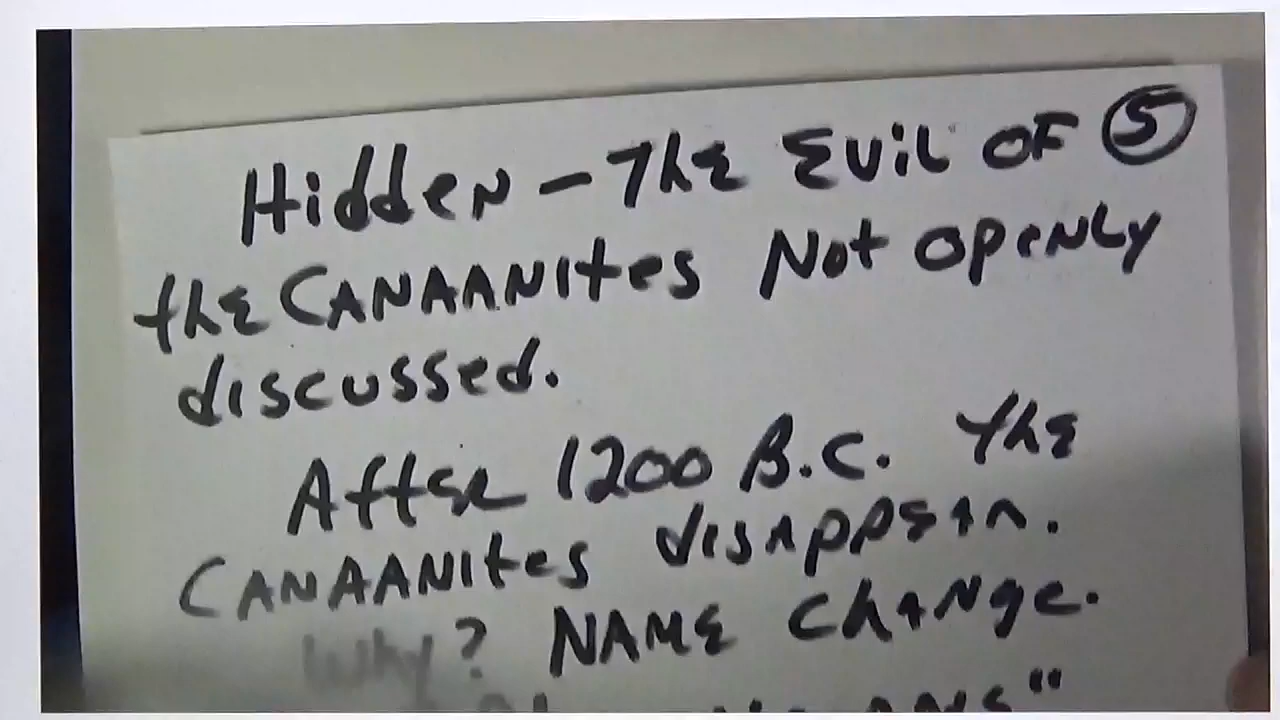 Hidden - The Evil OF ⑤
the CANAANItes Not openly
discussed.
After 1200 B.C. The
CANAANItes disappear.
Why? NAME Change.